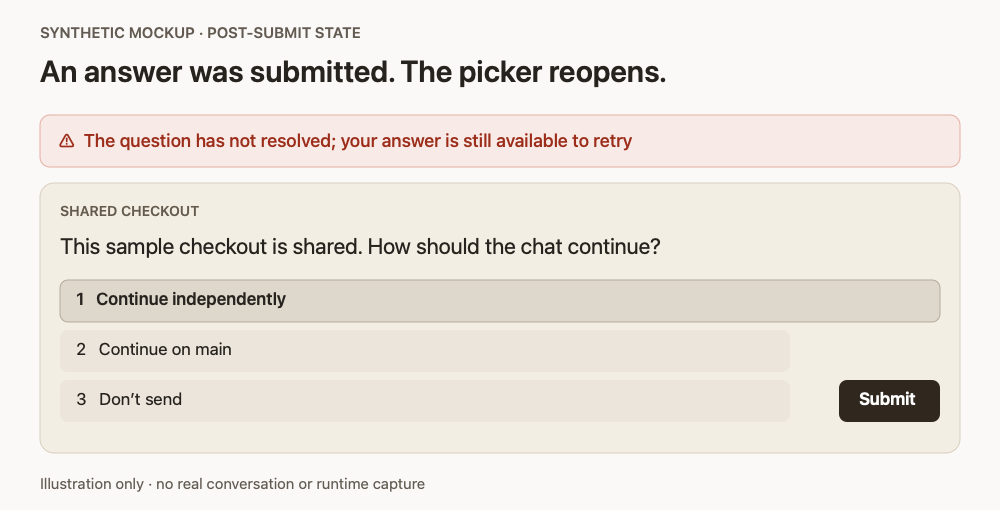 SYNTHETIC MOCKUP · POST-SUBMIT STATE
An answer was submitted. The picker reopens.
The question has not resolved; your answer is still available to retry
SHARED CHECKOUT
This sample checkout is shared. How should the chat continue?
1 Continue independently
2 Continue on main
3 Don’t send
Submit
Illustration only · no real conversation or runtime capture